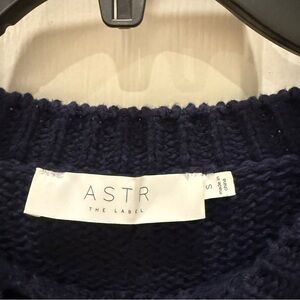 ASTR
THE LABEL
S
made in
china